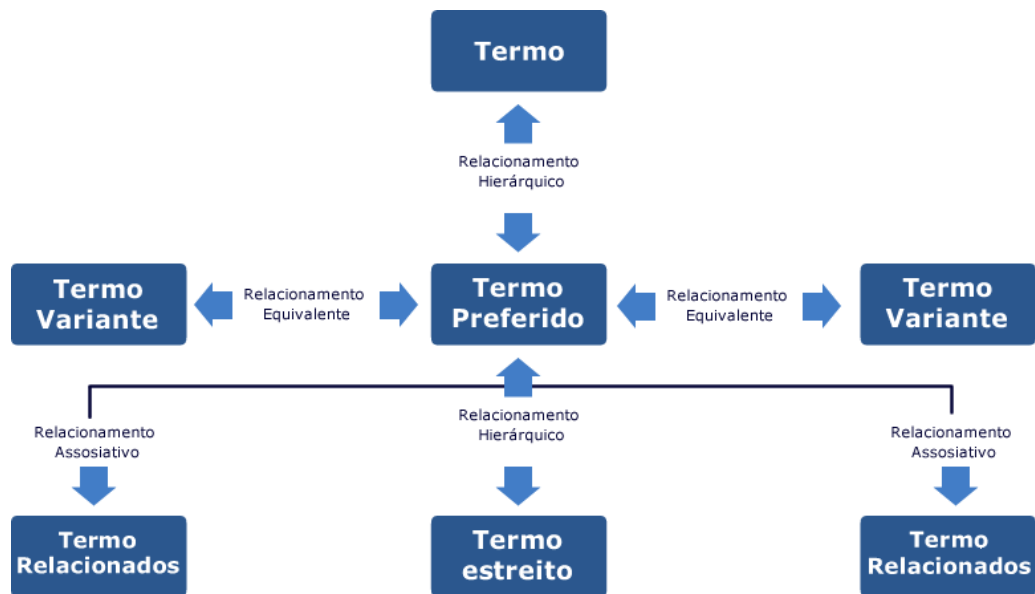 Termo
Relacionamento
Hierárquico
Termo
Variante
Relacionamento
Equivalente
Termo
Preferido
Relacionamento
Equivalente
Termo
Variante
Relacionamento
Assosiativo
Relacionamento
Hierárquico
Relacionamento
Assosiativo
Termo
Relacionados
Termo
estreito
Termo
Relacionados